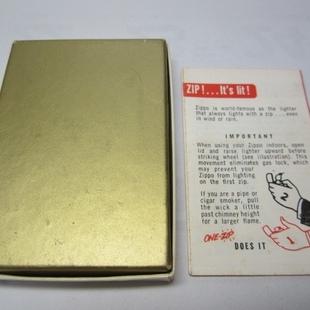 ZIP!...It's lit!
Zippo is world-famous as the lighter
that always lights with a zip . . . even
in wind or rain.
IMPORTANT
When using your Zippo indoors, open
lid and raise lighter upward before
striking wheel (see illustration). This
movement eliminates gas lock, which
may prevent your
Zippo from lighting
on the first zip.
If you are a pipe or
cigar smoker, pull
the wick a little
past chimney height
for a larger flame.
ONE-ZIP
DOES IT
2
1